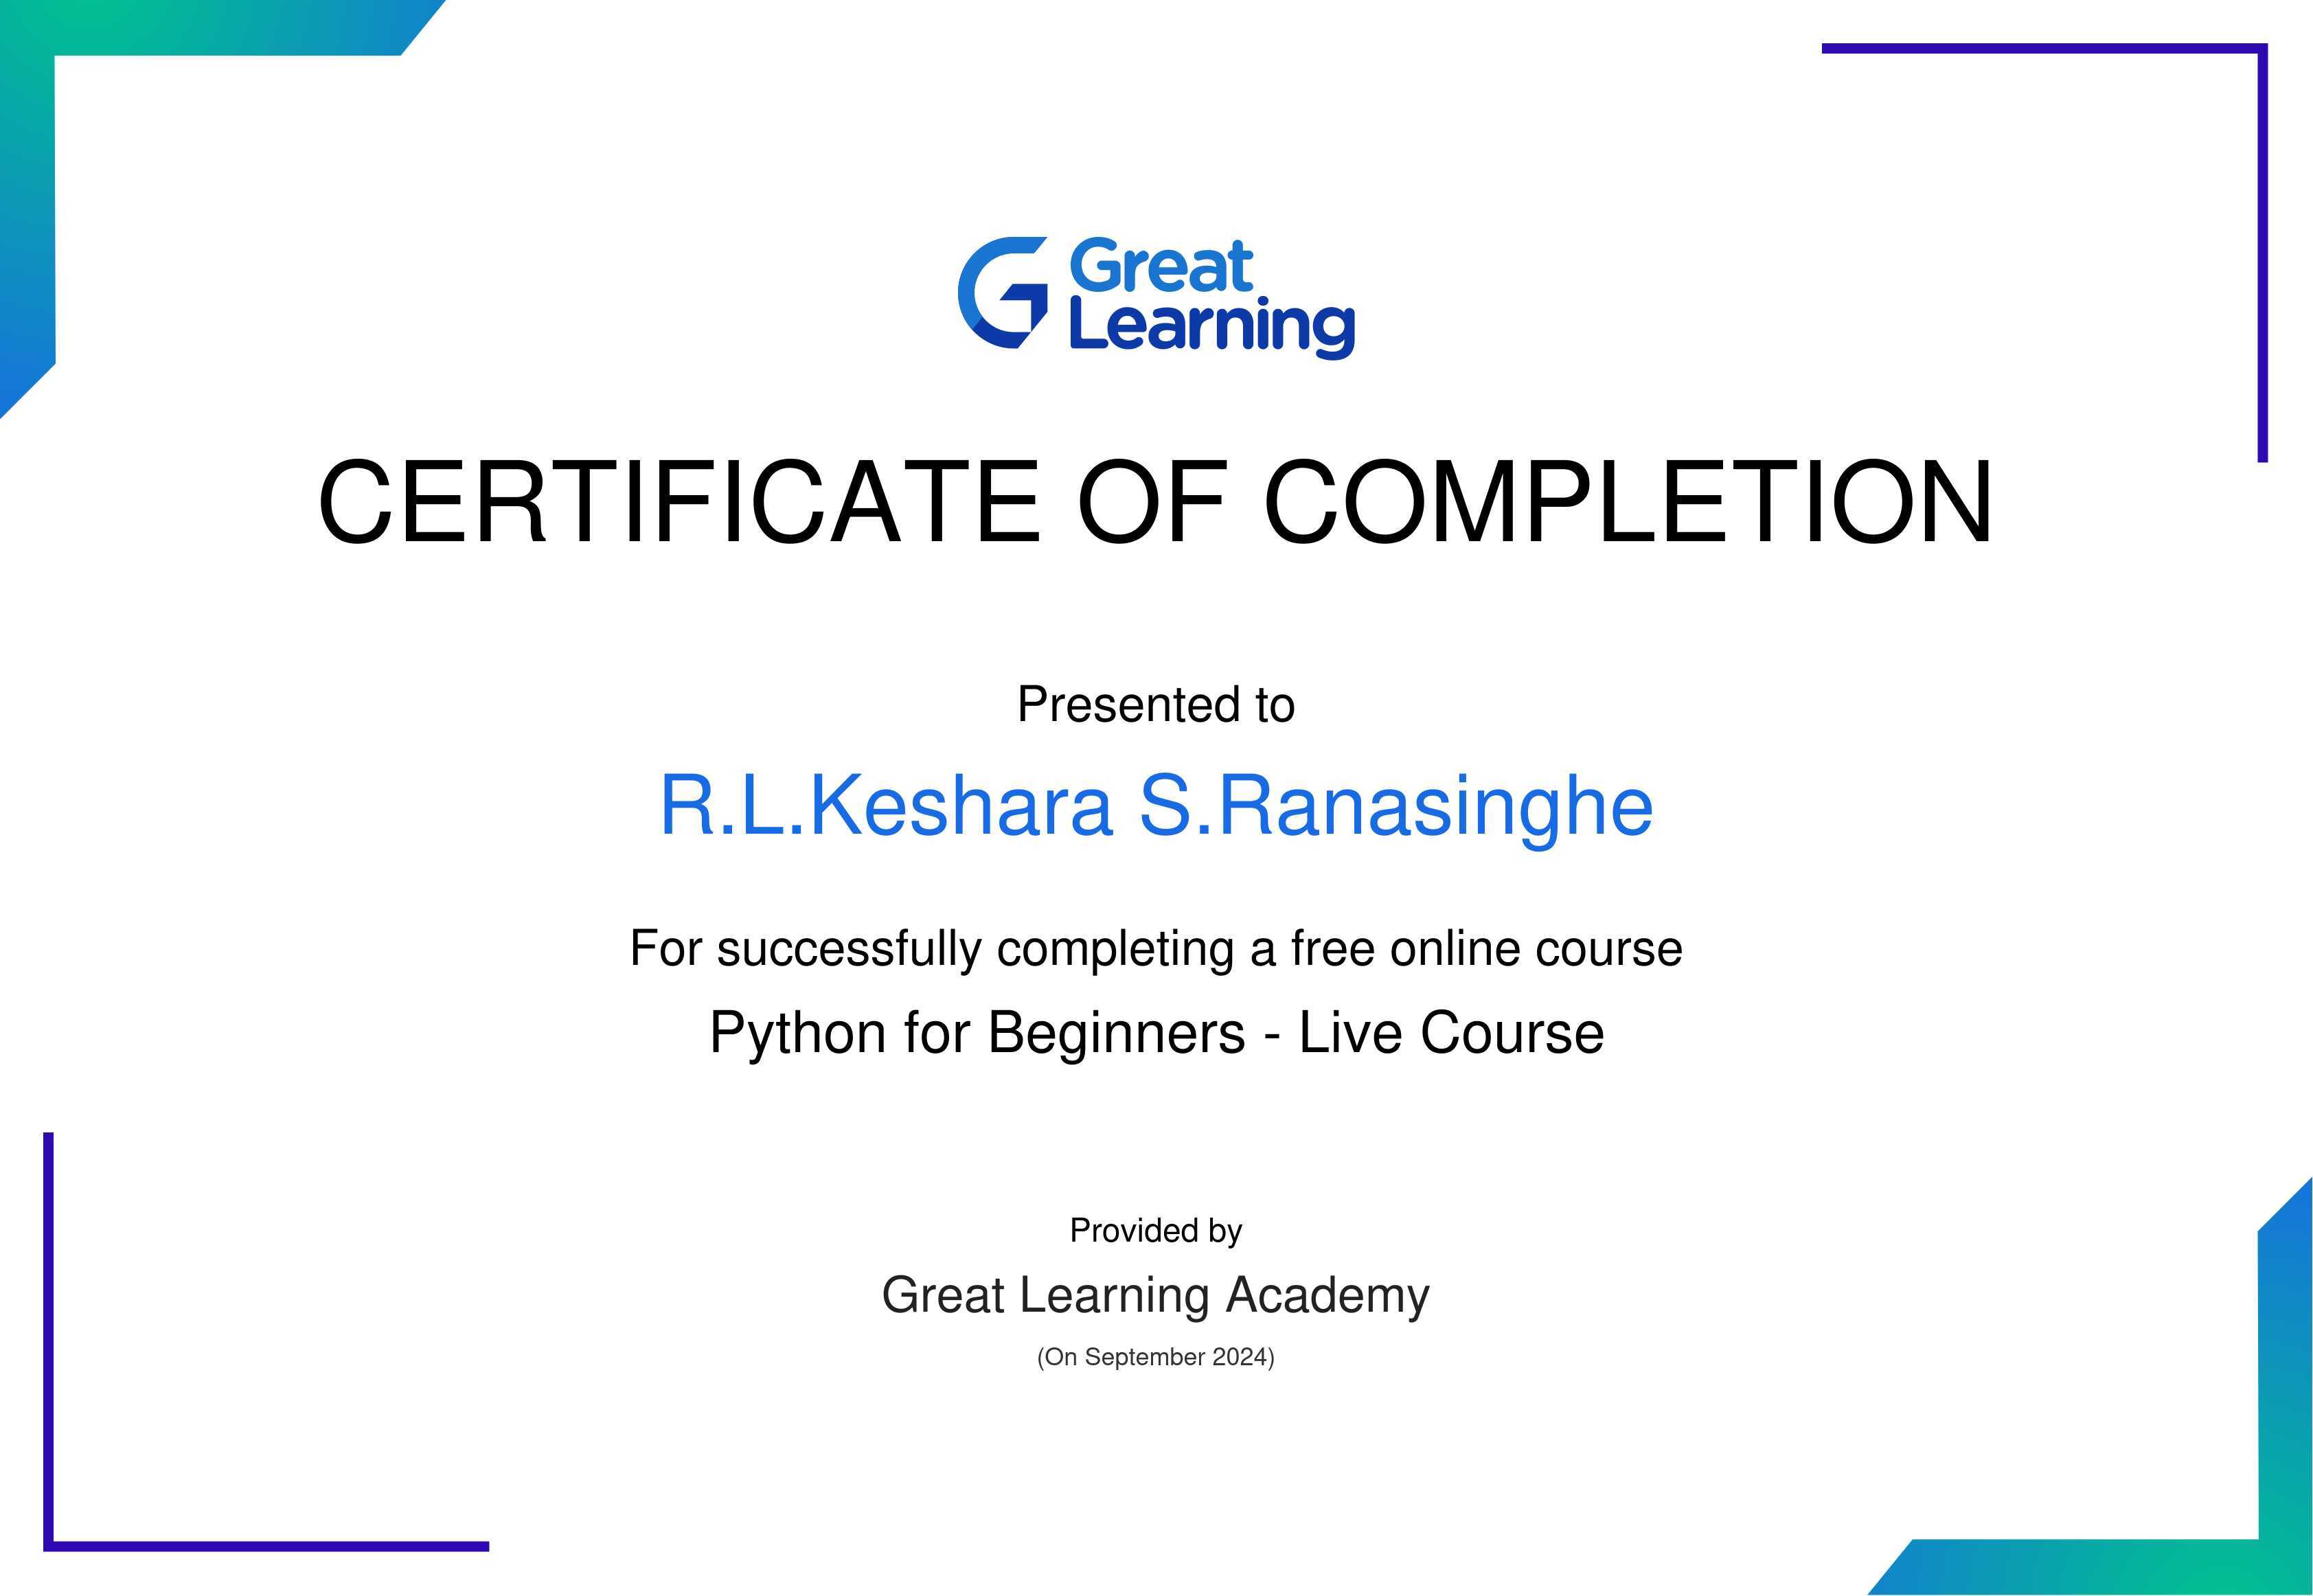 Great
Learning
CERTIFICATE OF COMPLETION
Presented to
R.L.Keshara S.Ranasinghe
For successfully completing a free online course
Python for Beginners - Live Course
Provided by
Great Learning Academy
(On September 2024)